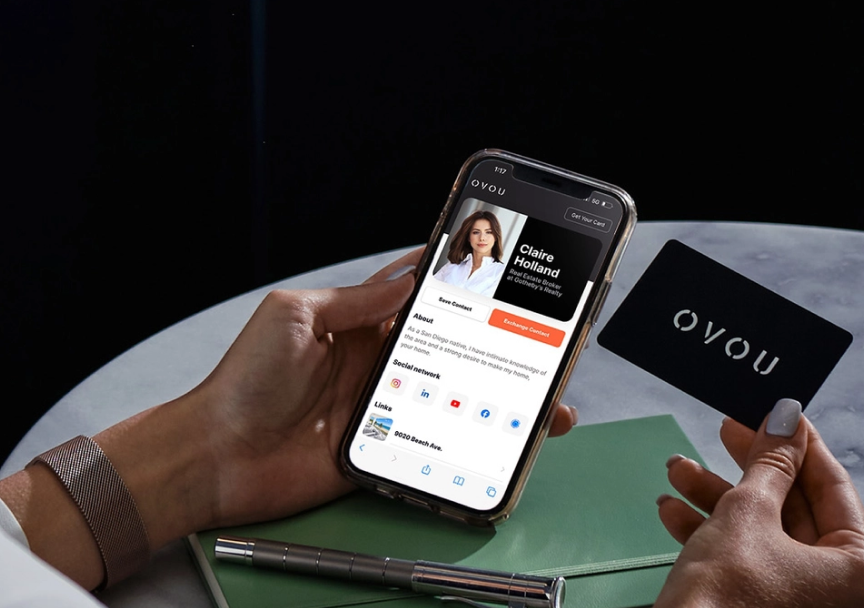 1:12
5G
OVOU
Get Your Card
Claire
Holland
Real Estate Broker
at Gotheby's Realty
Save Contact
Exchange Contact
About
As a San Diego native, I have intimate knowledge of
the area and a strong desire to make my home,
your home.
Social network
in
Links
9020 Beach Ave.
OVOU